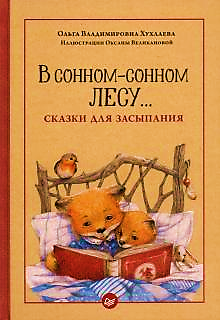 Ольга Владимировна Хухлаева
Иллюстрации Оксаны Великановой
В СОННОМ-СОННОМ
ЛЕСУ...
СКАЗКИ ДЛЯ ЗАСЫПАНИЯ